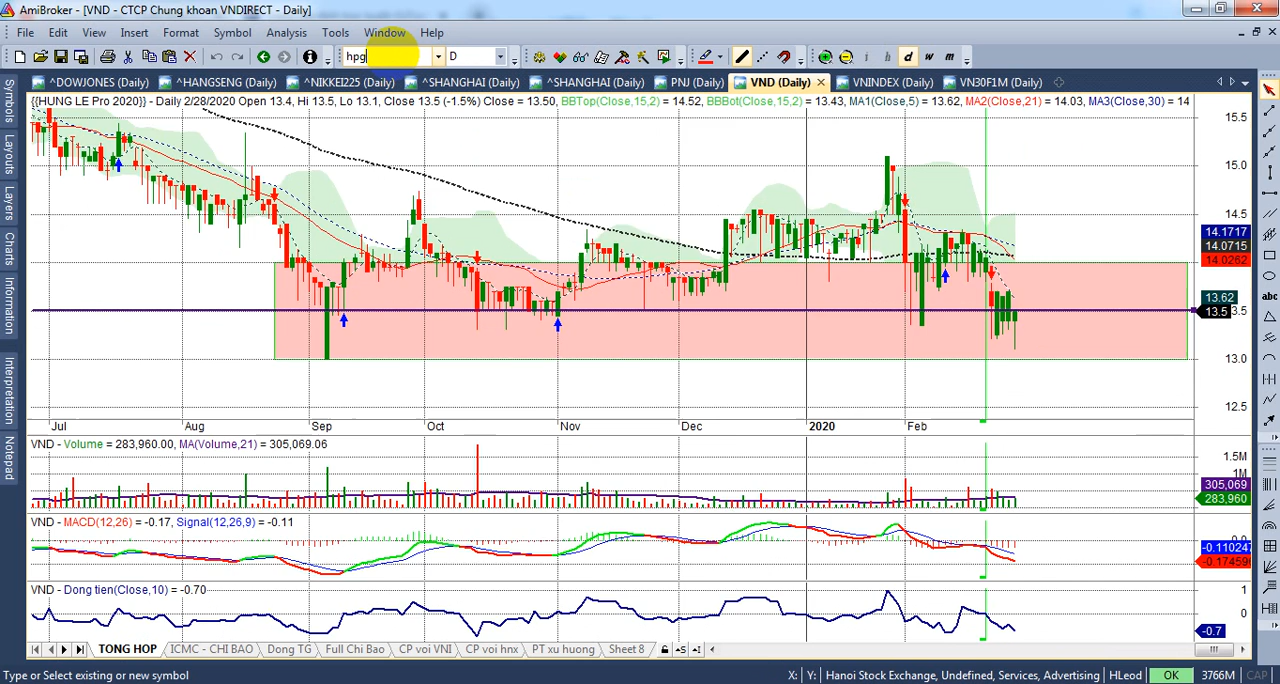 AmiBroker - [VND - CTCP Chung khoan VNDIRECT - Daily]
File Edit View Insert Format Symbol Analysis Tools Window Help
hpg D i h d w m
^DOWJONES (Daily) ^HANGSENG (Daily) ^NIKKEI225 (Daily) ^SHANGHAI (Daily) ^SHANGHAI (Daily) PNJ (Daily) VND (Daily) VNINDEX (Daily) VN30F1M (Daily)
{{HUNG LE Pro 2020}} - Daily 2/28/2020 Open 13.4, Hi 13.5, Lo 13.1, Close 13.5 (-1.5%) Close = 13.50, BBTop(Close,15,2) = 14.52, BBBot(Close,15,2) = 13.43, MA1(Close,5) = 13.62, MA2(Close,21) = 14.03, MA3(Close,30) = 14
Symbols
Layouts
Layers
Charts
Information
Interpretation
Notepad
15.5
15.0
14.5
14.1717
14.0715
14.0262
13.62
13.5
3.5
13.0
12.5
abc
Jul Aug Sep Oct Nov Dec 2020 Feb
VND - Volume = 283,960.00, MA(Volume,21) = 305,069.06
1.5M
1M
305,069
283,960
VND - MACD(12,26) = -0.17, Signal(12,26,9) = -0.11
-0.11024
-0.17459
VND - Dong tien(Close,10) = -0.70
1
0
-0.7
TONG HOP ICMC - CHI BAO Dong TG Full Chi Bao CP voi VNI CP voi hnx PT xu huong Sheet 8
Type or Select existing or new symbol X: Y: Hanoi Stock Exchange, Undefined, Services, Advertising HLeod OK 3766M CAP